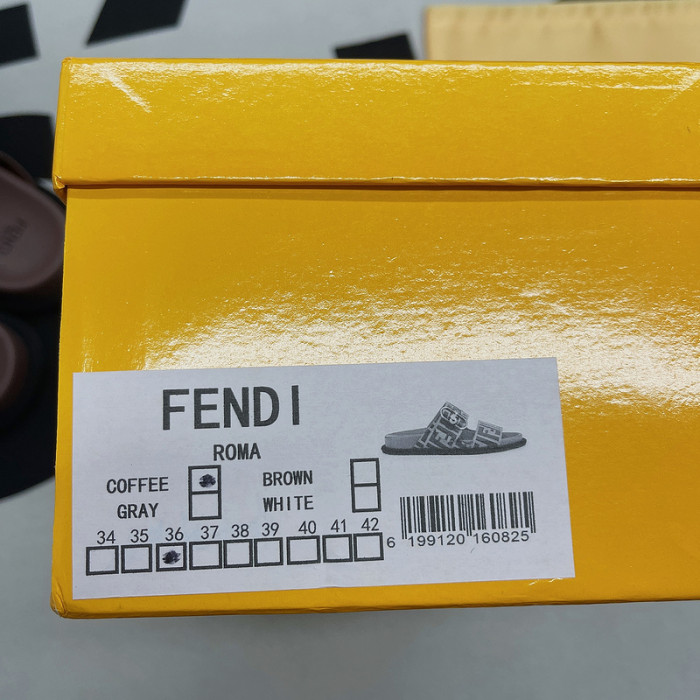 FENDI
ROMA
COFFEE BROWN
GRAY WHITE
34 35 36 37 38 39 40 41 42
6 199120 160825